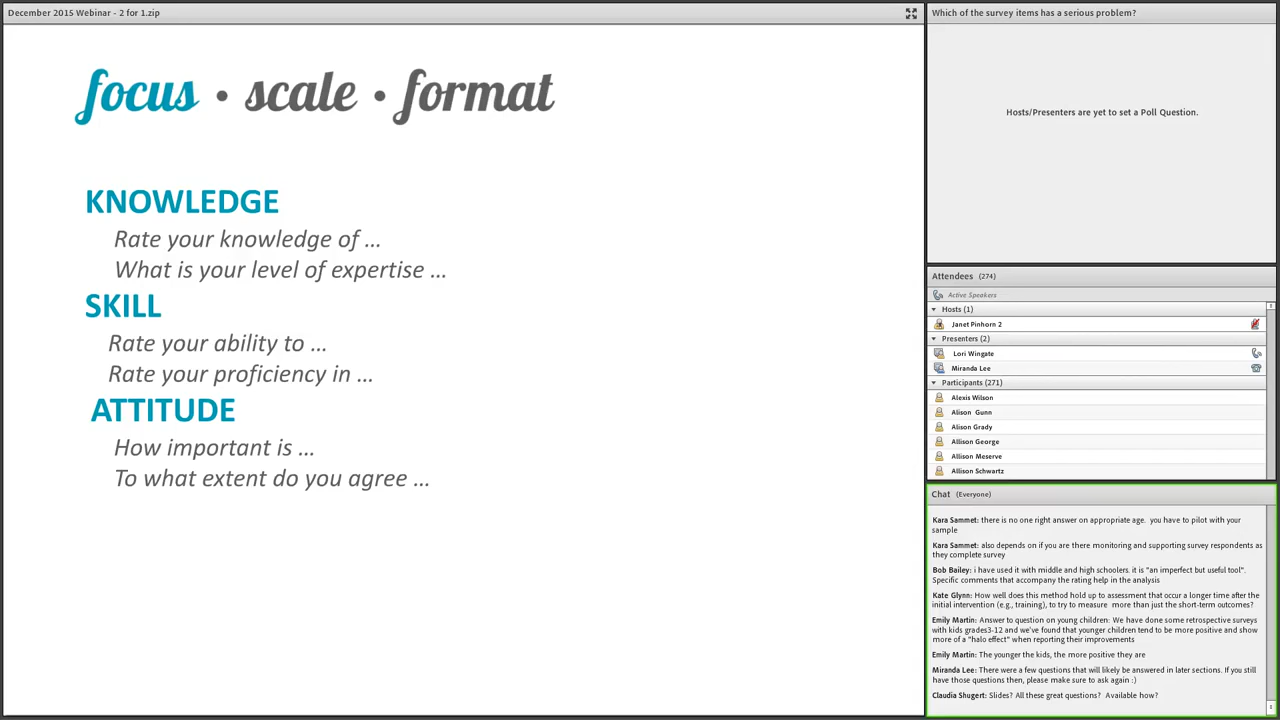 December 2015 Webinar - 2 for 1.zip
focus • scale • format
KNOWLEDGE
Rate your knowledge of ...
What is your level of expertise ...
SKILL
Rate your ability to ...
Rate your proficiency in ...
ATTITUDE
How important is ...
To what extent do you agree ...
Which of the survey items has a serious problem?
Hosts/Presenters are yet to set a Poll Question.
Attendees (274)
Active Speakers
Hosts (1)
Janet Pinhorn 2
Presenters (2)
Lori Wingate
Miranda Lee
Participants (271)
Alexis Wilson
Alison Gunn
Alison Grady
Allison George
Allison Meserve
Allison Schwartz
Chat (Everyone)
Kara Sammet: there is no one right answer on appropriate age. you have to pilot with your
sample
Kara Sammet: also depends on if you are there monitoring and supporting survey respondents as
they complete survey
Bob Bailey: i have used it with middle and high schoolers. it is "an imperfect but useful tool".
Specific comments that accompany the rating help in the analysis
Kate Glynn: How well does this method hold up to assessment that occur a longer time after the
initial intervention (e.g., training), to try to measure more than just the short-term outcomes?
Emily Martin: Answer to question on young children: We have done some retrospective surveys
with kids grades3-12 and we've found that younger children tend to be more positive and show
more of a "halo effect" when reporting their improvements
Emily Martin: The younger the kids, the more positive they are
Miranda Lee: There were a few questions that will likely be answered in later sections. If you still
have those questions then, please make sure to ask again :)
Claudia Shugert: Slides? All these great questions? Available how?